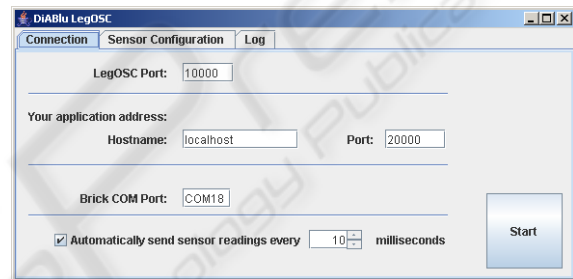 DiABlu LegOSC
Connection Sensor Configuration Log
LegOSC Port: 10000
Your application address:
Hostname: localhost Port: 20000
Brick COM Port: COM18
Automatically send sensor readings every 10 milliseconds
Start